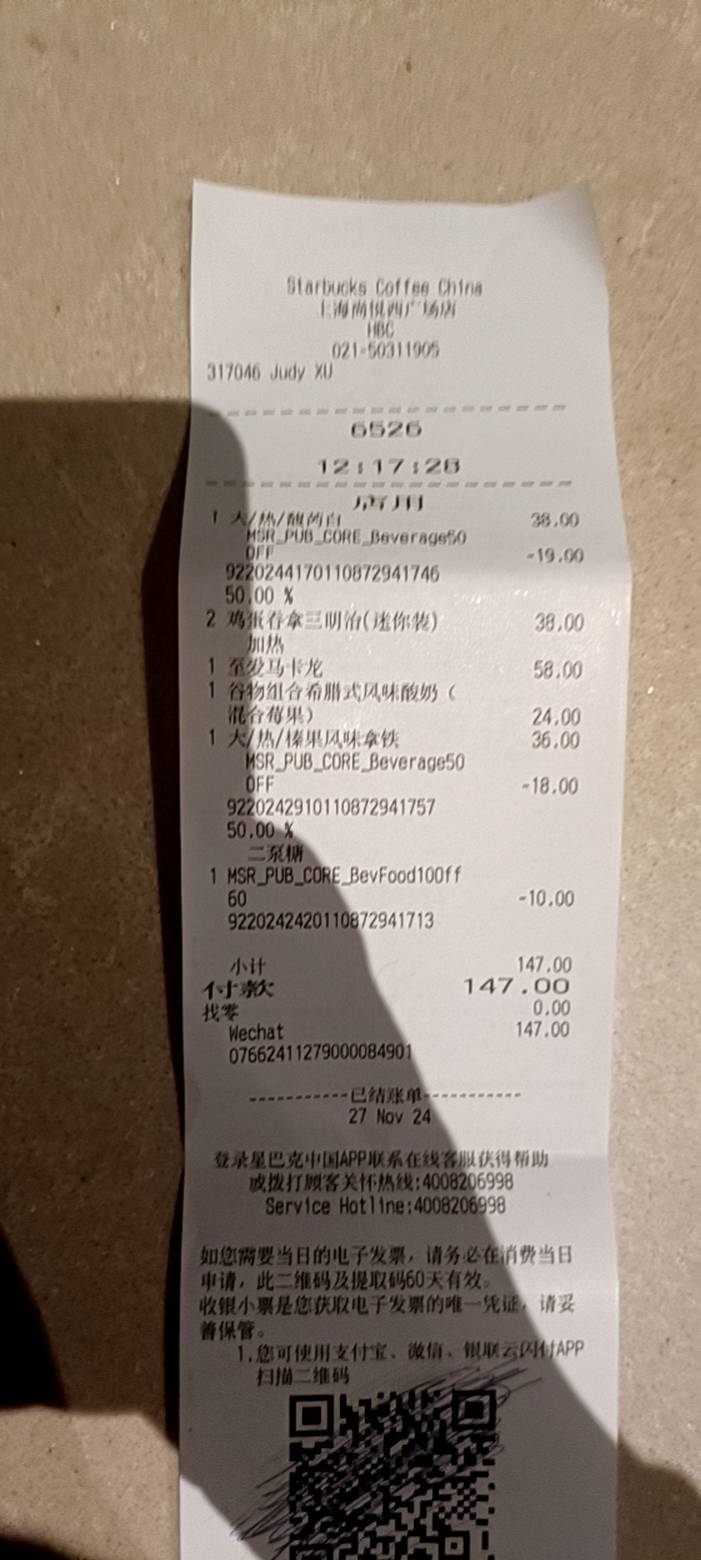 Starbucks Coffee China
上海尚悦西广场店
HBC
021-50311905
317046 Judy XU
6526
12:17:28
店用
1 大/热/馥芮白 38.00
MSR_PUB_CORE_Beverage50
OFF -19.00
9220244170110872941746
50.00 %
2 鸡蛋吞拿三明治(迷你装) 38.00
加热
1 至爱马卡龙 58.00
1 谷物组合希腊式风味酸奶（
混合莓果） 24.00
1 大/热/榛果风味拿铁 36.00
MSR_PUB_CORE_Beverage50
OFF -18.00
9220242910110872941757
50.00 %
二泵糖
1 MSR_PUB_CORE_BevFood10Off
60 -10.00
9220242420110872941713
小计 147.00
付款 147.00
找零 0.00
Wechat 147.00
07662411279000084901
-----------已结账单-----------
27 Nov 24
登录星巴克中国APP联系在线客服获得帮助
或拨打顾客关怀热线:4008206998
Service Hotline:4008206998
如您需要当日的电子发票，请务必在消费当日
申请，此二维码及提取码60天有效。
收银小票是您获取电子发票的唯一凭证，请妥
善保管。
1.您可使用支付宝、微信、银联云闪付APP
扫描二维码